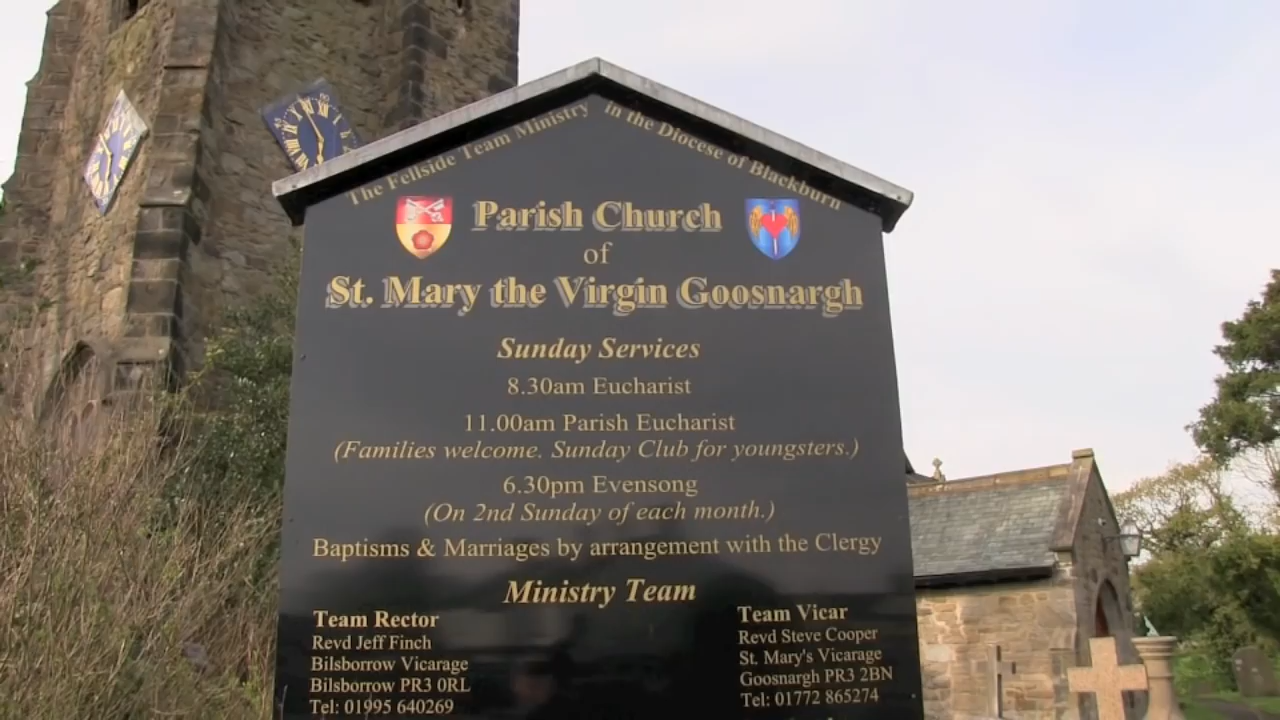 The Fellside Team Ministry in the Diocese of Blackburn
Parish Church
of
St. Mary the Virgin Goosnargh
Sunday Services
8.30am Eucharist
11.00am Parish Eucharist
(Families welcome. Sunday Club for youngsters.)
6.30pm Evensong
(On 2nd Sunday of each month.)
Baptisms & Marriages by arrangement with the Clergy
Ministry Team
Team Rector
Revd Jeff Finch
Bilsborrow Vicarage
Bilsborrow PR3 0RL
Tel: 01995 640269
Team Vicar
Revd Steve Cooper
St. Mary's Vicarage
Goosnargh PR3 2BN
Tel: 01772 865274